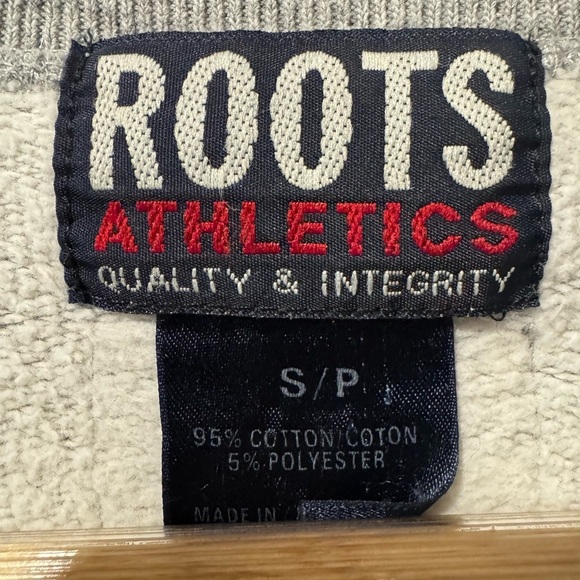 ROOTS
ATHLETICS
QUALITY & INTEGRITY
S/P
95% COTTON/COTON
5% POLYESTER
MADE IN